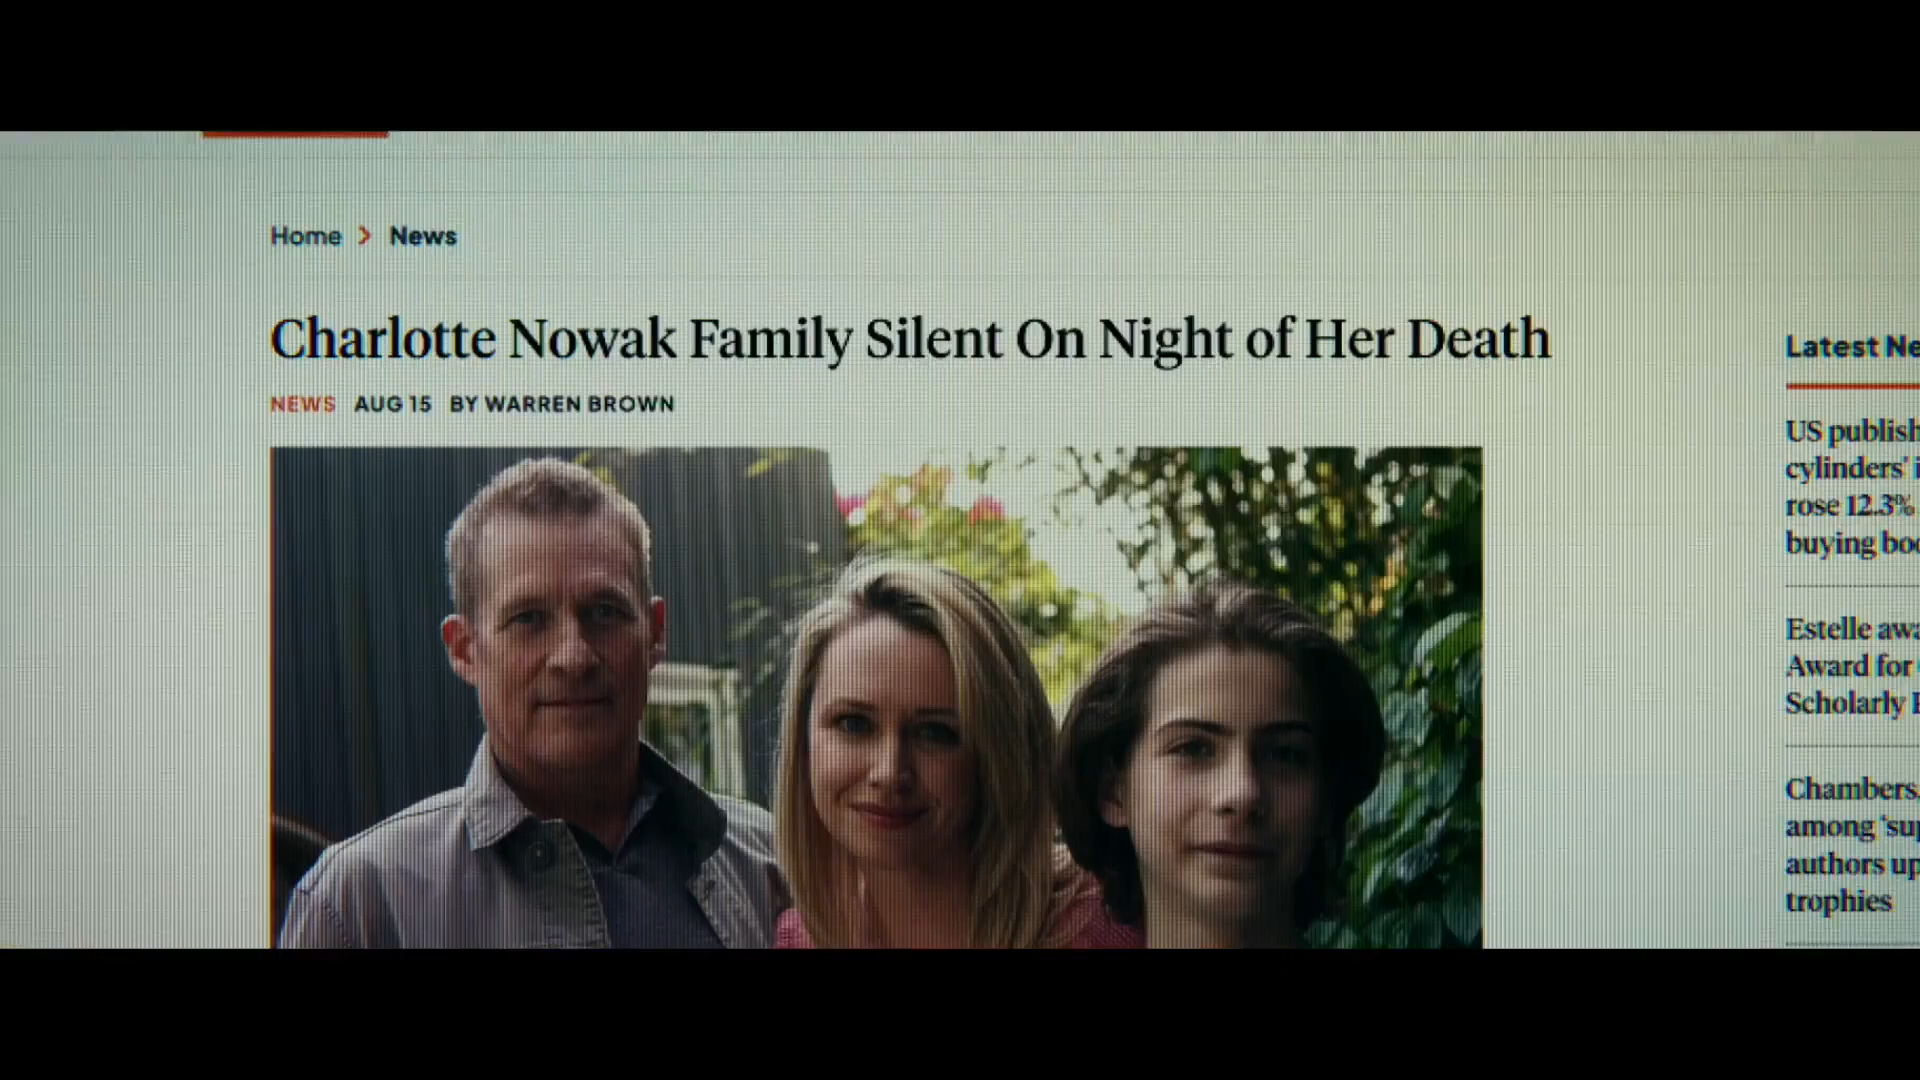 Home > News
Charlotte Nowak Family Silent On Night of Her Death
NEWS AUG 15 BY WARREN BROWN
Latest
US
cylinders'
rose 12.3%
buying
Estelle
Award for
Scholarly
Chambers,
among
authors
trophies